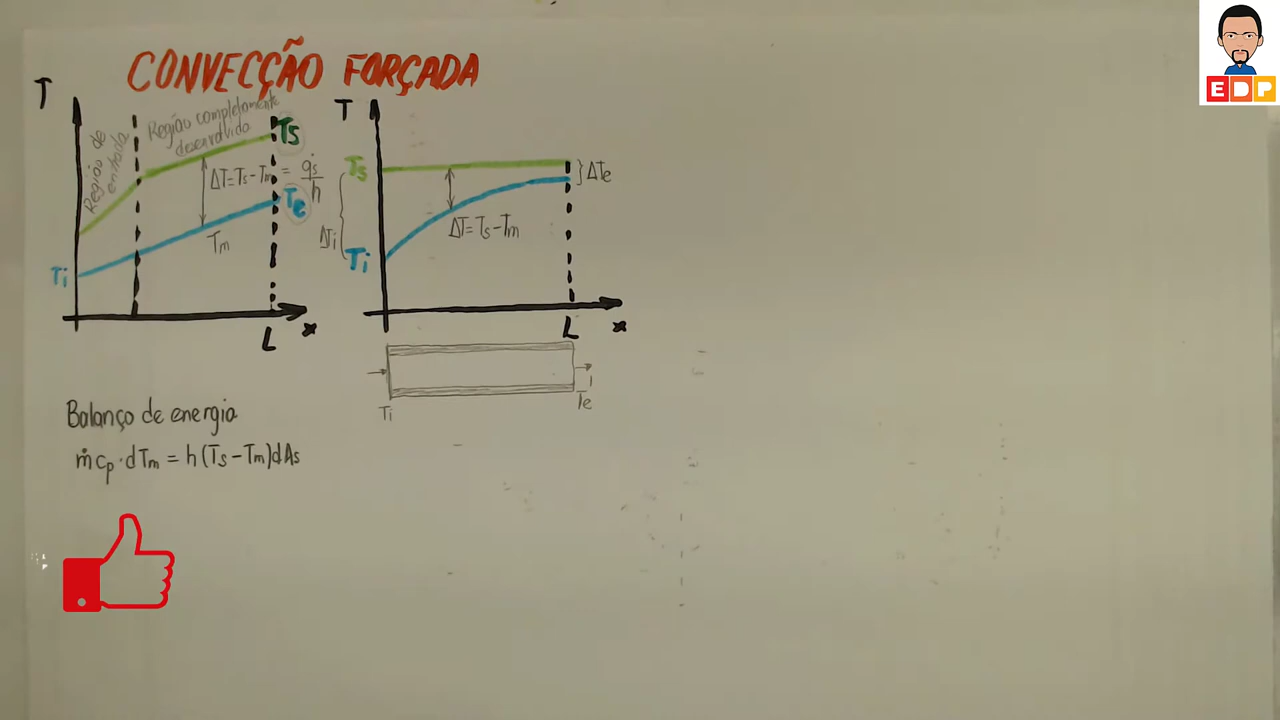 CONVECÇÃO FORÇADA
EDP
T
Região de
entrada
Região completamente
desenvolvida
Ts
ΔT=Ts-Tm = q̇s/h
Te
Tm
Ti
L
x
T
Ts
ΔTi
Ti
ΔT=Ts-Tm
ΔTe
L
x
Ti
Te
Balanço de energia
ṁcp·dTm = h(Ts-Tm)dAs